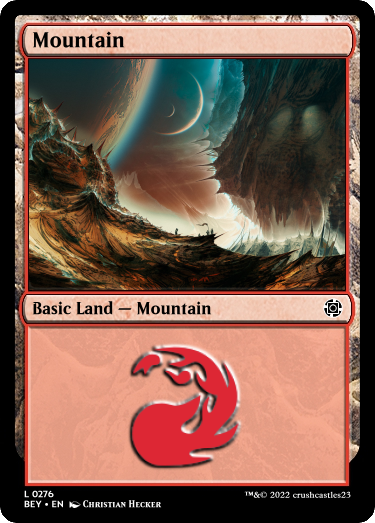 Mountain
Basic Land — Mountain
L 0276
BEY • EN Christian Hecker
™&© 2022 crushcastles23